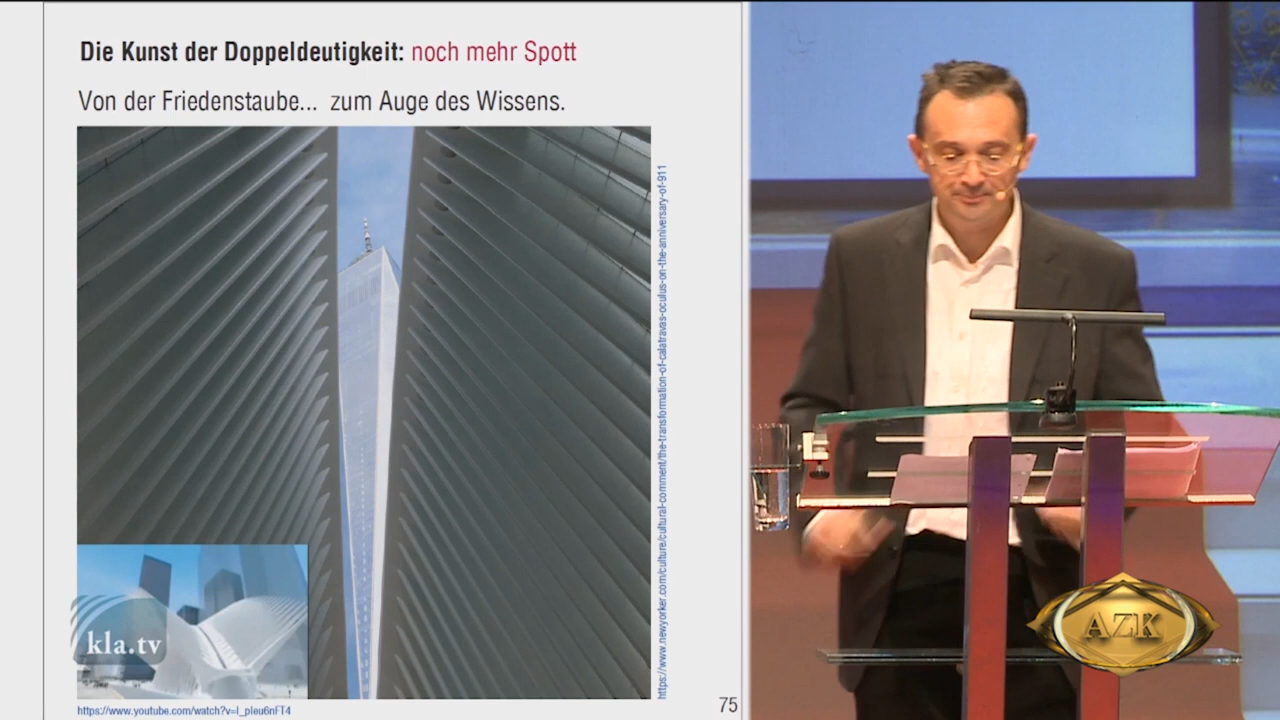 Die Kunst der Doppeldeutigkeit: noch mehr Spott
Von der Friedenstaube... zum Auge des Wissens.
https://www.newyorker.com/culture/cultural-comment/the-transformation-of-calatravas-oculus-on-the-anniversary-of-911
kla.tv
https://www.youtube.com/watch?v=l_pleu6nFT4
75
AZK